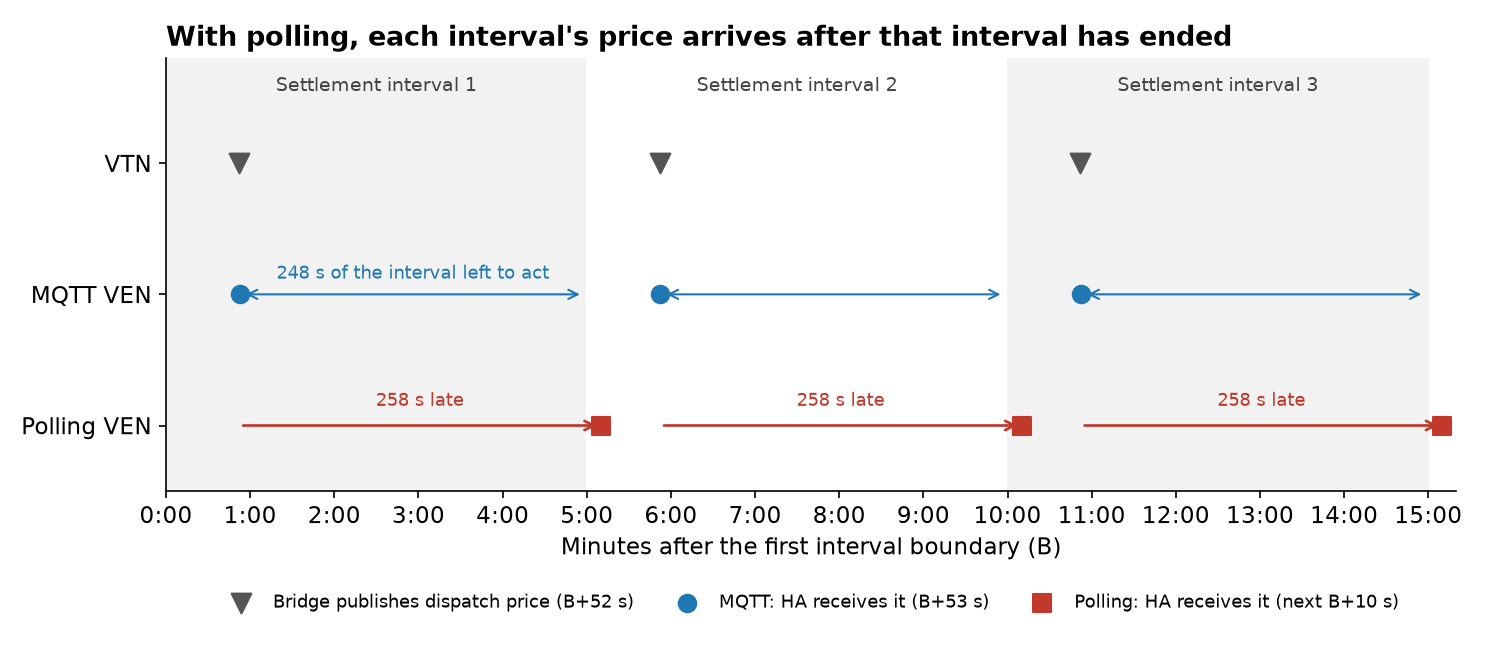 With polling, each interval's price arrives after that interval has ended
Settlement interval 1
Settlement interval 2
Settlement interval 3
VTN
248 s of the interval left to act
MQTT VEN
258 s late
258 s late
258 s late
Polling VEN
0:00 1:00 2:00 3:00 4:00 5:00 6:00 7:00 8:00 9:00 10:00 11:00 12:00 13:00 14:00 15:00
Minutes after the first interval boundary (B)
Bridge publishes dispatch price (B+52 s)
MQTT: HA receives it (B+53 s)
Polling: HA receives it (next B+10 s)